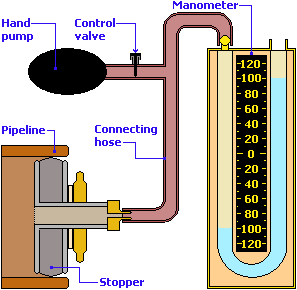 Manometer
Hand
pump
Control
valve
120
100
80
60
40
20
0
20
40
60
80
100
120
Pipeline
Connecting
hose
Stopper